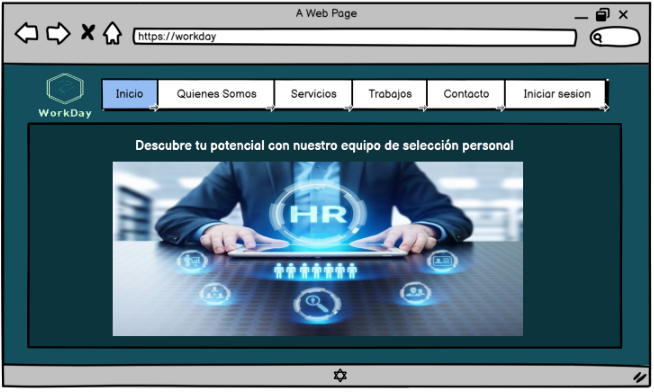 A Web Page
https://workday
WorkDay
Inicio
Quienes Somos
Servicios
Trabajos
Contacto
Iniciar sesion
Descubre tu potencial con nuestro equipo de selección personal
HR